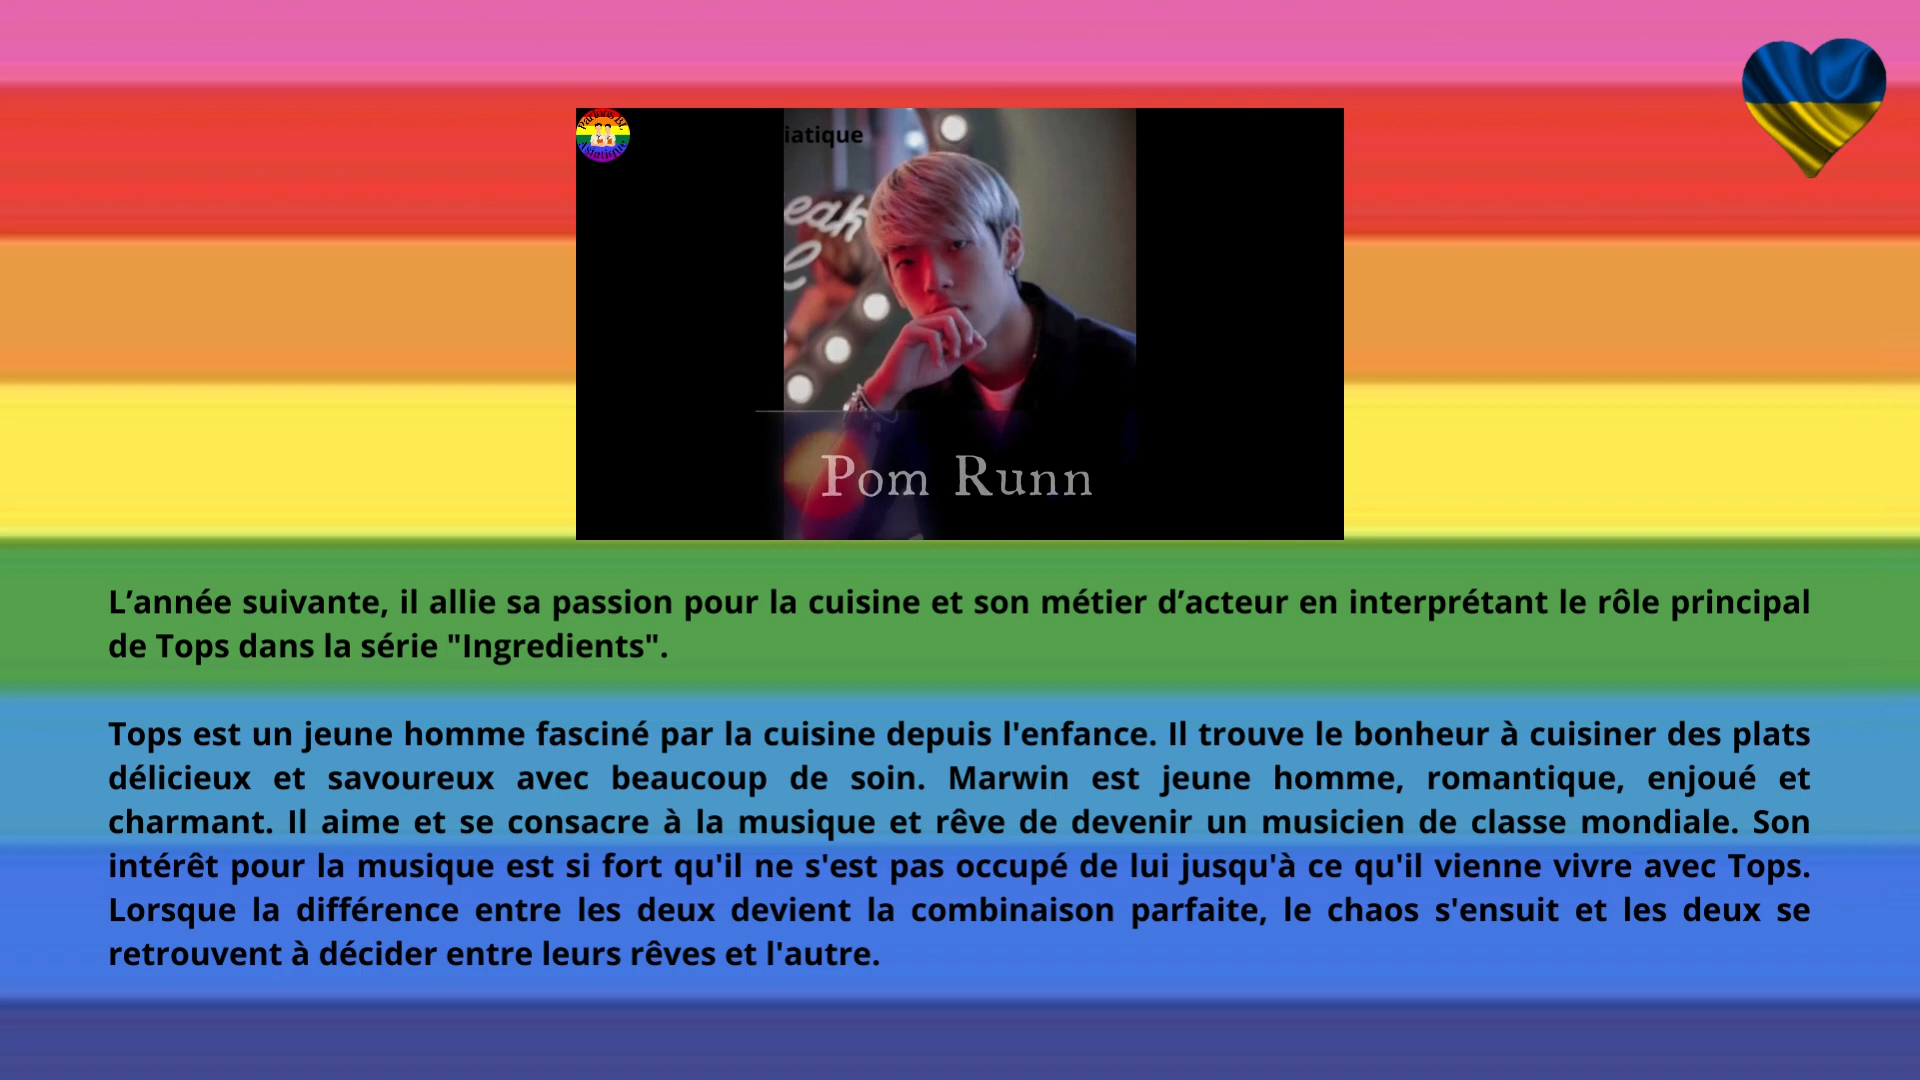 Parlons BL
Asiatique
iatique
eah
Pom Runn
L’année suivante, il allie sa passion pour la cuisine et son métier d’acteur en interprétant le rôle principal
de Tops dans la série "Ingredients".
Tops est un jeune homme fasciné par la cuisine depuis l'enfance. Il trouve le bonheur à cuisiner des plats
délicieux et savoureux avec beaucoup de soin. Marwin est jeune homme, romantique, enjoué et
charmant. Il aime et se consacre à la musique et rêve de devenir un musicien de classe mondiale. Son
intérêt pour la musique est si fort qu'il ne s'est pas occupé de lui jusqu'à ce qu'il vienne vivre avec Tops.
Lorsque la différence entre les deux devient la combinaison parfaite, le chaos s'ensuit et les deux se
retrouvent à décider entre leurs rêves et l'autre.